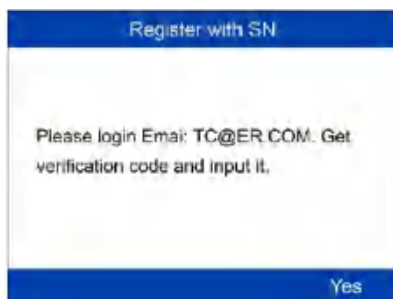 Register with SN
Please login Emai: TC@ER.COM. Get
verification code and input it.
Yes